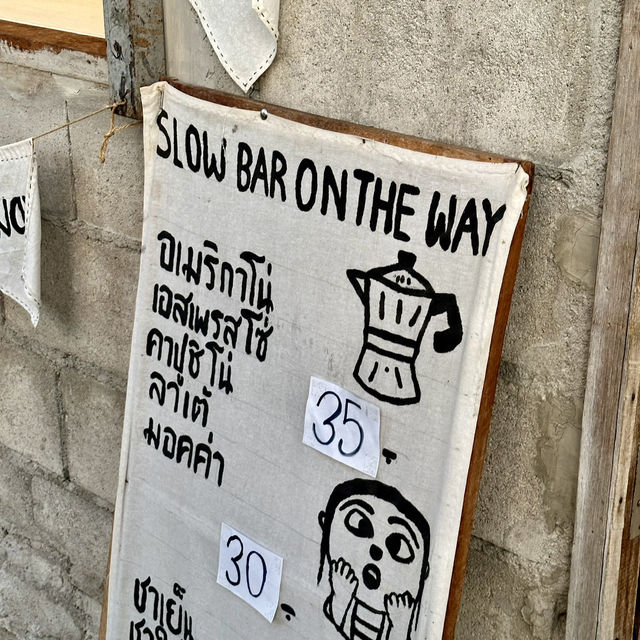 SLOW BAR ON THE WAY
อเมริกาโน่
เอสเพรสโซ่
คาปูชิโน่
ลาเต้
มอคค่า
35.-
30.-
ชาเย็น